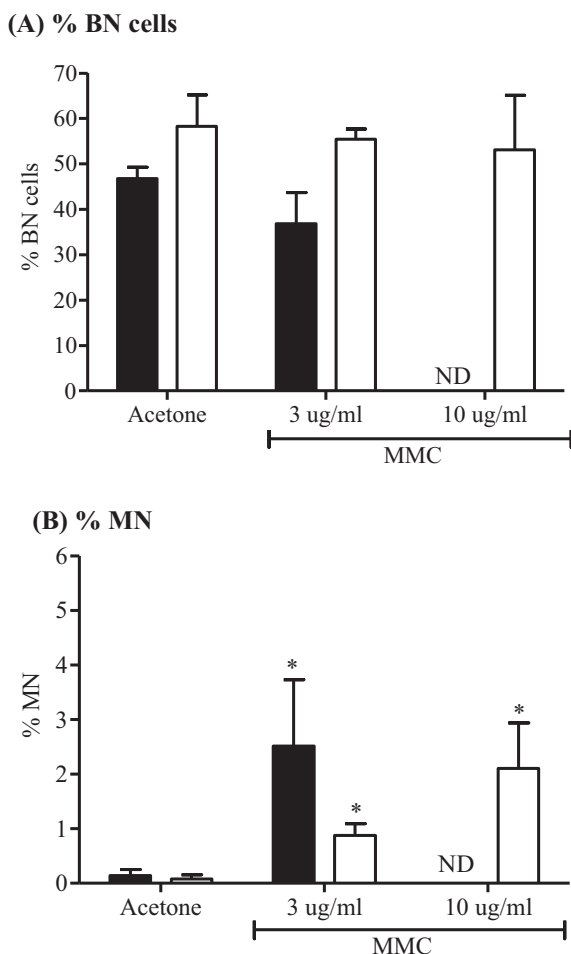 (A) % BN cells
70
60
50
40
30
20
10
0
% BN cells
ND
Acetone
3 ug/ml
10 ug/ml
MMC
(B) % MN
6
5
4
3
2
1
0
% MN
*
*
*
ND
Acetone
3 ug/ml
10 ug/ml
MMC